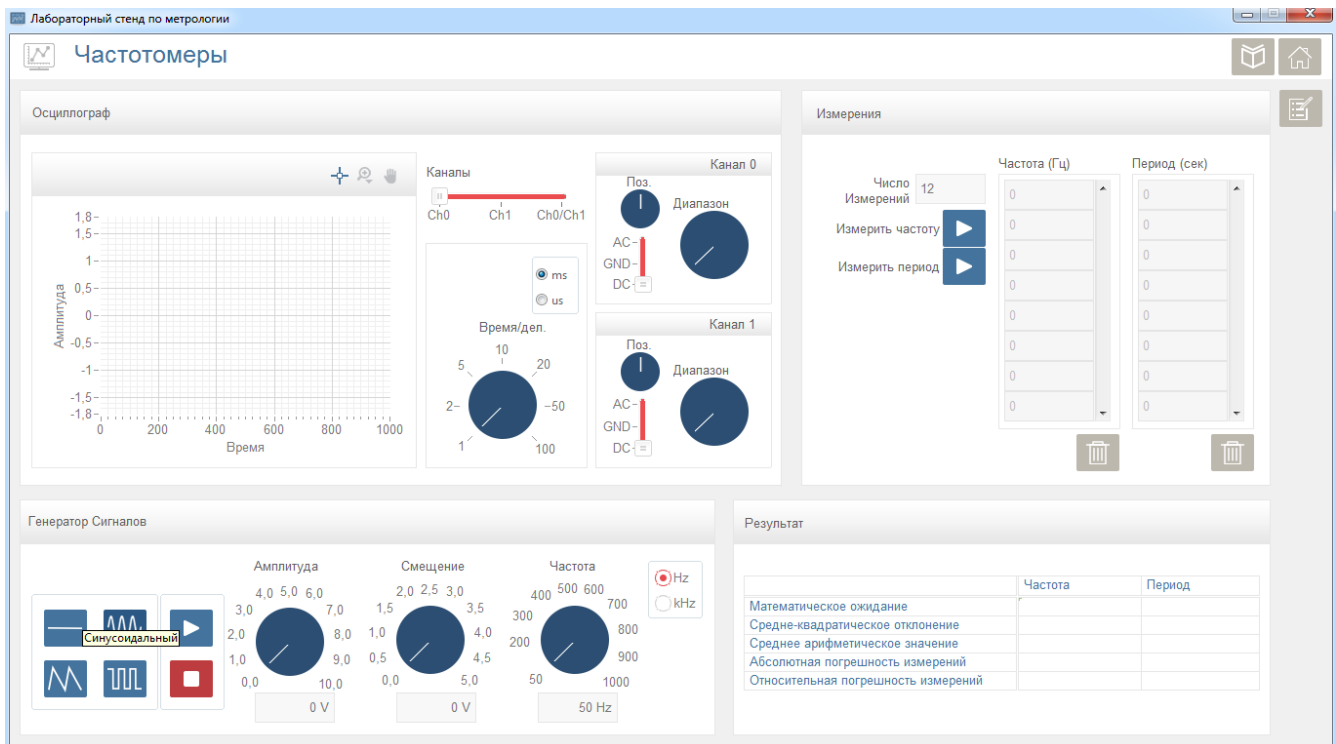 Лабораторный стенд по метрологии
Частотомеры
Осциллограф
Каналы
Ch0 Ch1 Ch0/Ch1
1,8
1,5
1
0,5
0
-0,5
-1
-1,5
-1,8
Амплитуда
0 200 400 600 800 1000
Время
ms
us
Время/дел.
1 2 5 10 20 50 100
Канал 0
Поз.
Диапазон
AC
GND
DC
Канал 1
Поз.
Диапазон
AC
GND
DC
Измерения
Число
Измерений
12
Измерить частоту
Измерить период
Частота (Гц)
0
0
0
0
0
0
0
0
Период (сек)
0
0
0
0
0
0
0
0
Генератор Сигналов
Синусоидальный
Амплитуда
0,0 1,0 2,0 3,0 4,0 5,0 6,0 7,0 8,0 9,0 10,0
0 V
Смещение
0,0 0,5 1,0 1,5 2,0 2,5 3,0 3,5 4,0 4,5 5,0
0 V
Частота
50 200 300 400 500 600 700 800 900 1000
50 Hz
Hz
kHz
Результат
Частота Период
Математическое ожидание
Средне-квадратическое отклонение
Среднее арифметическое значение
Абсолютная погрешность измерений
Относительная погрешность измерений